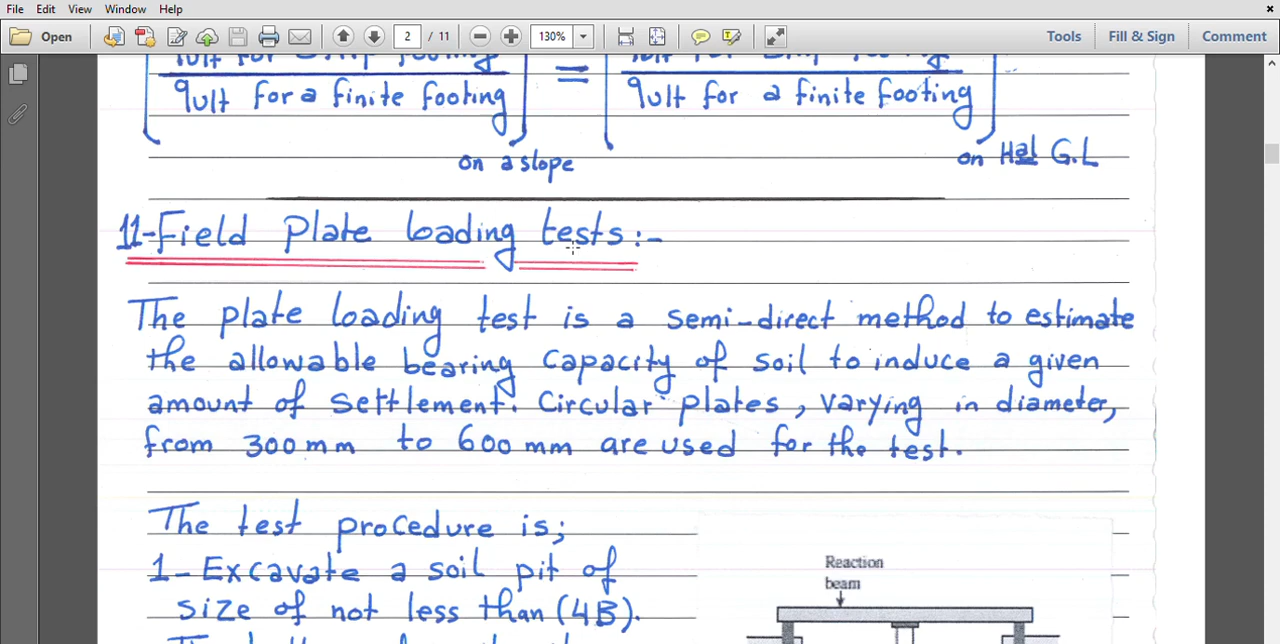 File Edit View Window Help
Open 2 / 11 130% Tools Fill & Sign Comment
qult for a finite footing = qult for a finite footing
on a slope on Hal G.L
11-Field Plate loading tests:-
The plate loading test is a semi-direct method to estimate
the allowable bearing capacity of soil to induce a given
amount of settlement. Circular plates, varying in diameter,
from 300 mm to 600 mm are used for the test.
The test procedure is;
1- Excavate a soil pit of
size of not less than (4B).
Reaction
beam